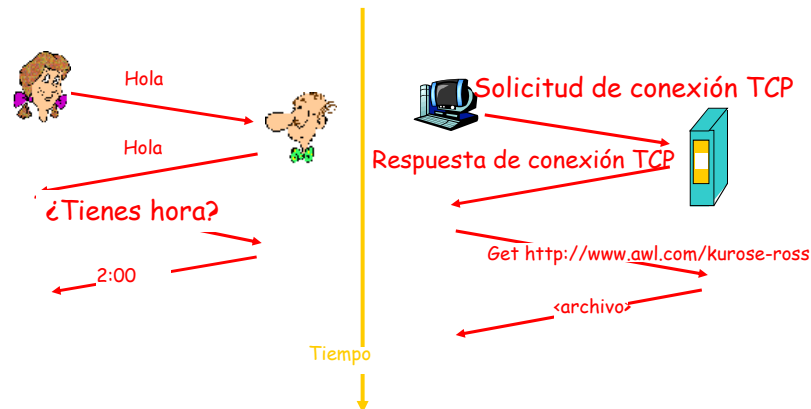 Hola
Hola
¿Tienes hora?
2:00
Tiempo
Solicitud de conexión TCP
Respuesta de conexión TCP
Get http://www.awl.com/kurose-ross
<archivo>